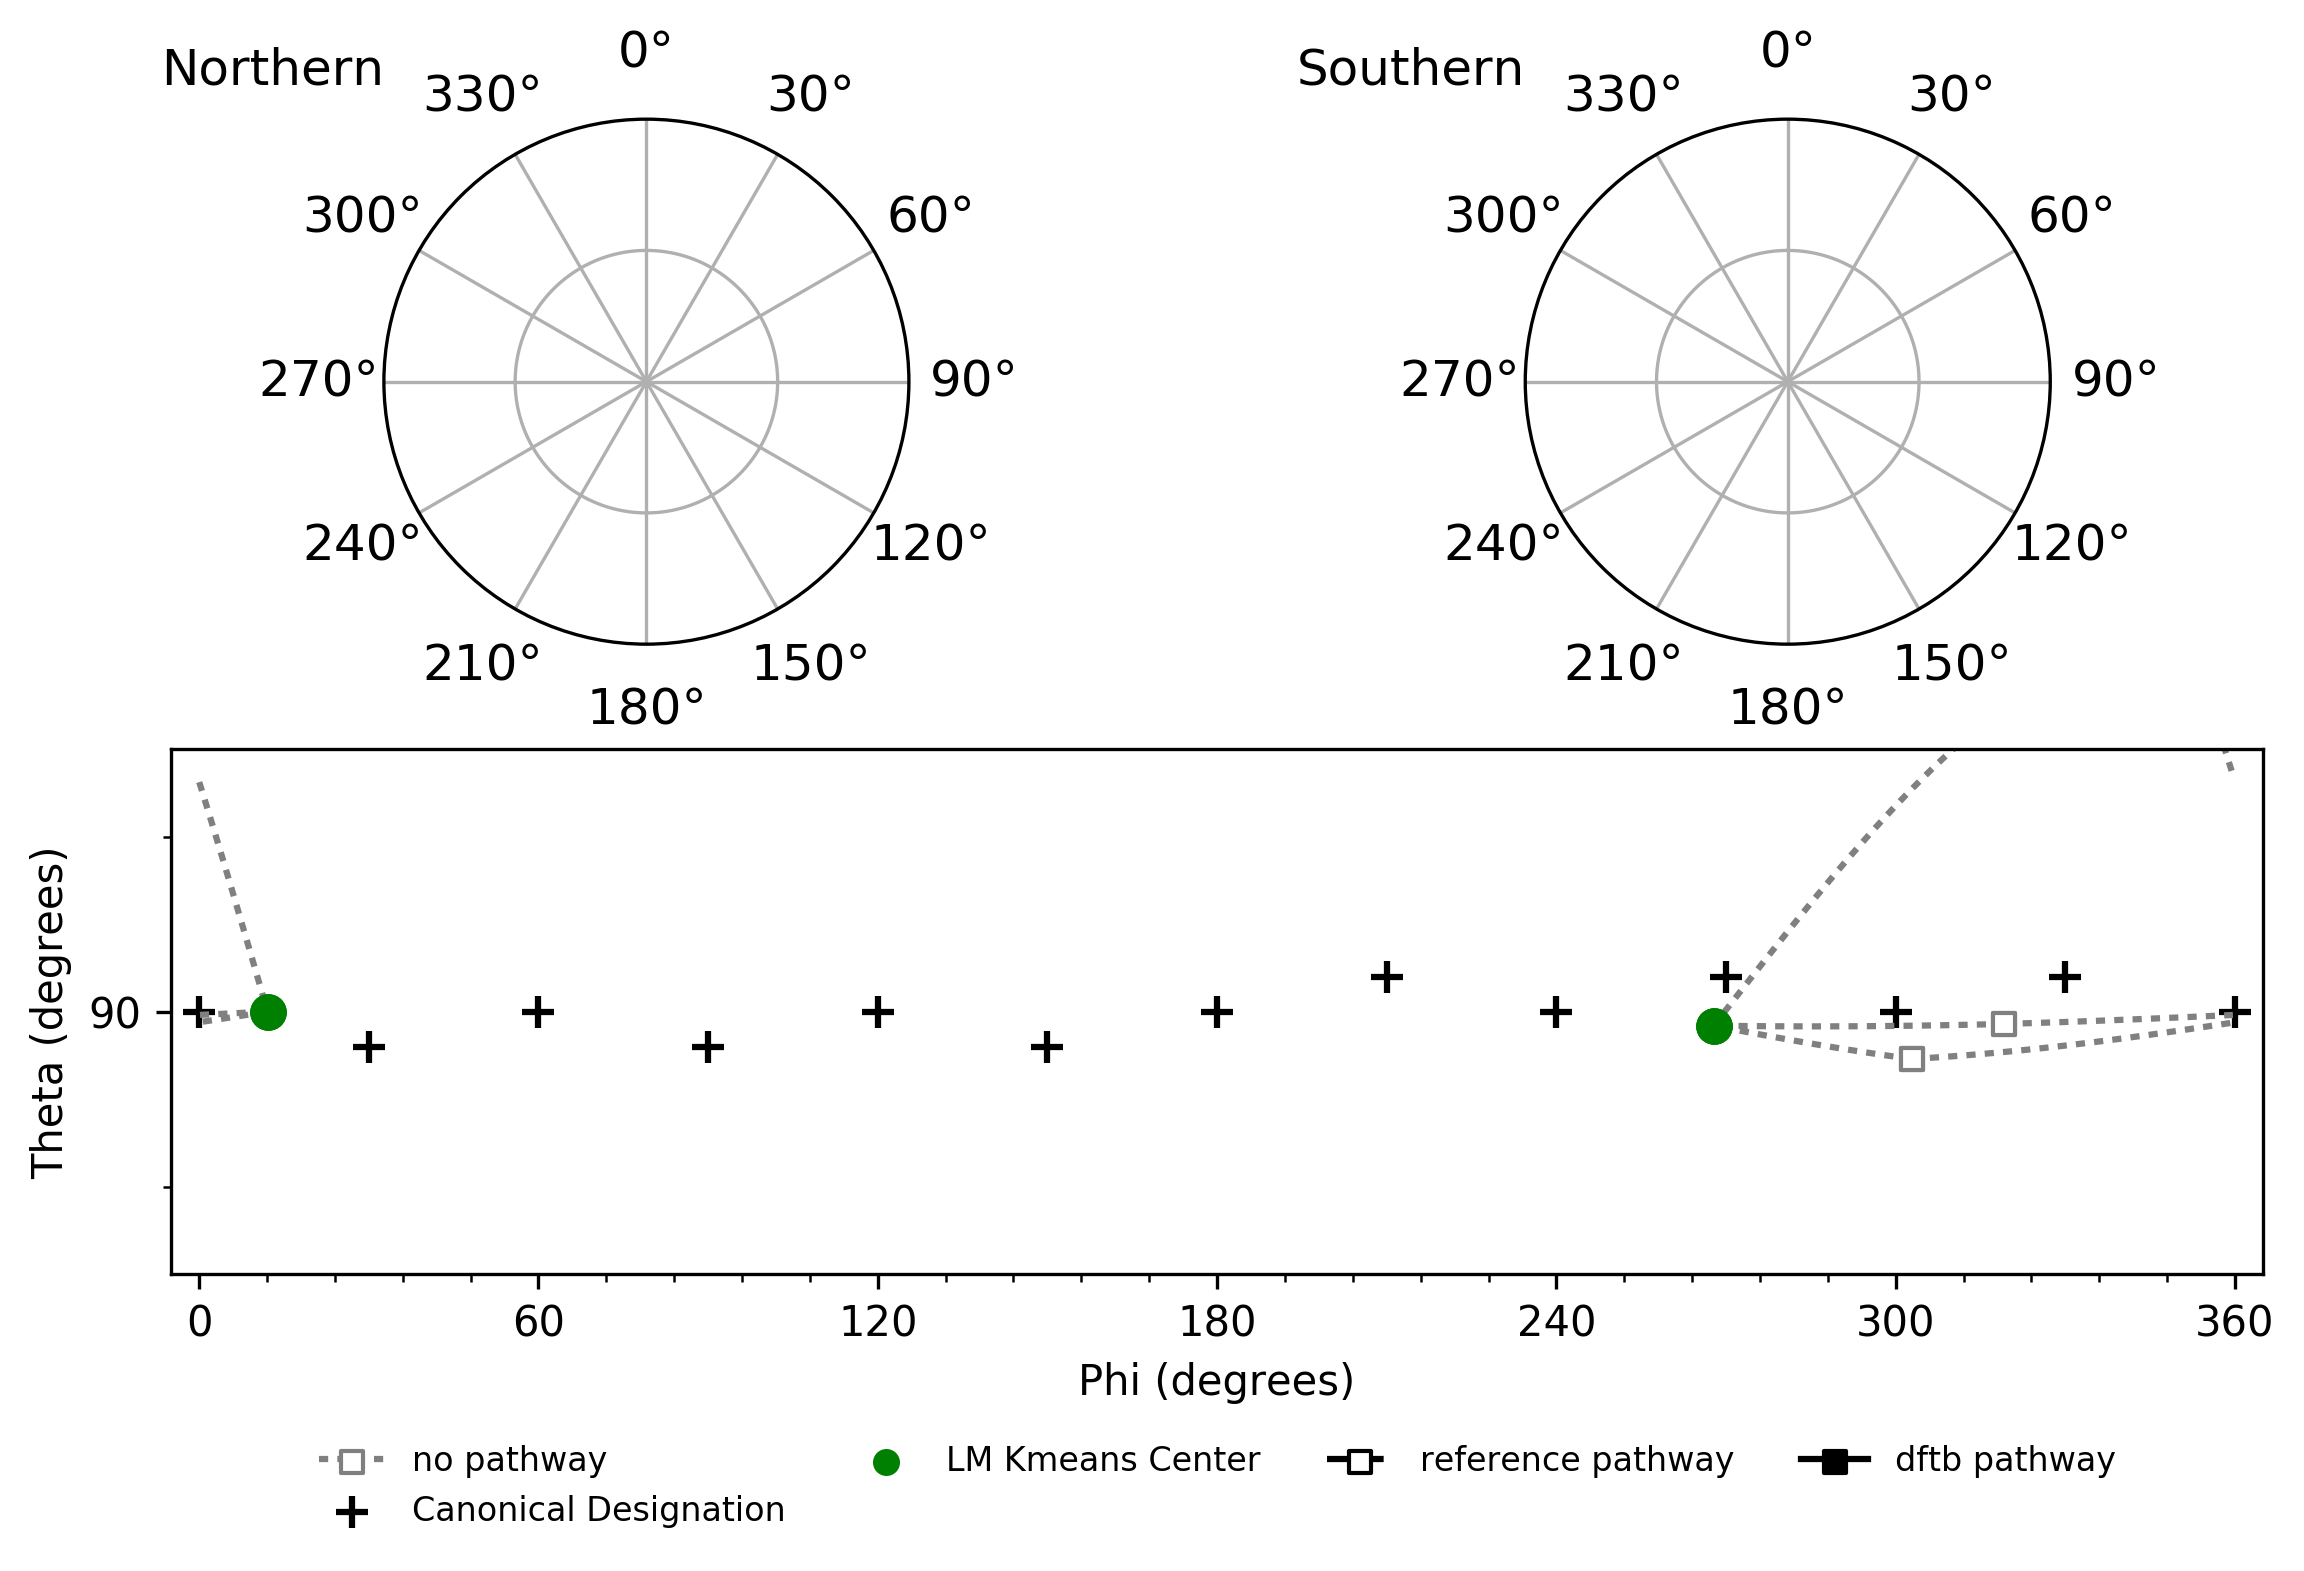 Northern
0°
30°
60°
90°
120°
150°
180°
210°
240°
270°
300°
330°
Southern
0°
30°
60°
90°
120°
150°
180°
210°
240°
270°
300°
330°
Theta (degrees)
90
0 60 120 180 240 300 360
Phi (degrees)
no pathway
Canonical Designation
LM Kmeans Center
reference pathway
dftb pathway